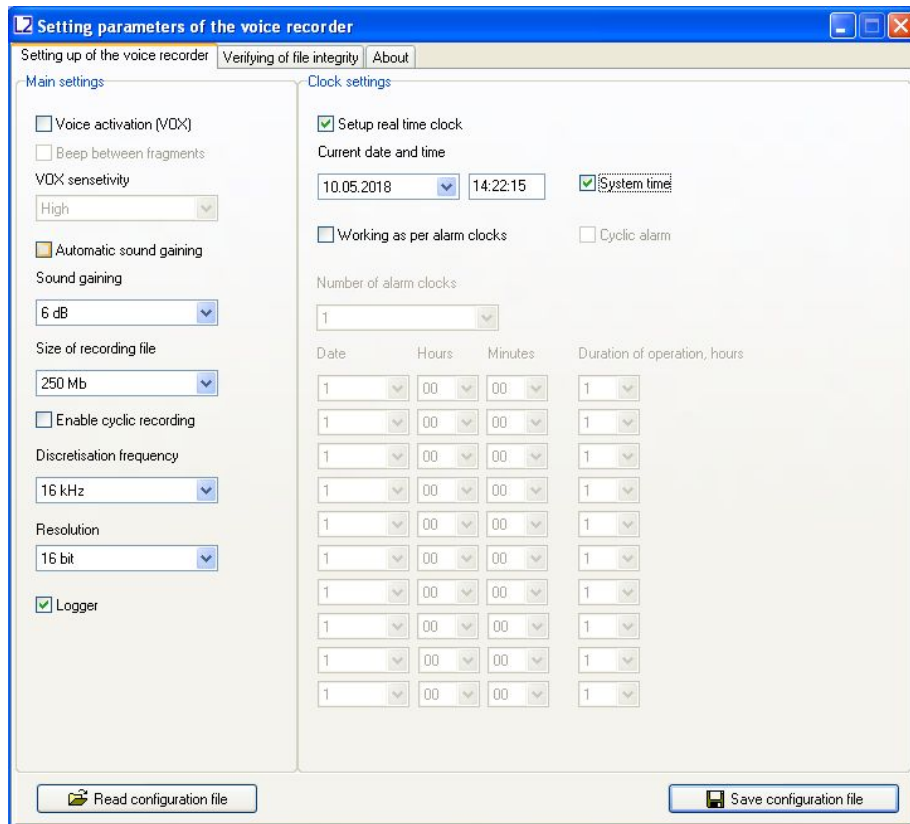 L2 Setting parameters of the voice recorder
Setting up of the voice recorder Verifying of file integrity About
Main settings
Voice activation (VOX)
Beep between fragments
VOX sensetivity
High
Automatic sound gaining
Sound gaining
6 dB
Size of recording file
250 Mb
Enable cyclic recording
Discretisation frequency
16 kHz
Resolution
16 bit
Logger
Clock settings
Setup real time clock
Current date and time
10.05.2018 14:22:15 System time
Working as per alarm clocks Cyclic alarm
Number of alarm clocks
1
Date Hours Minutes Duration of operation, hours
1 00 00 1
1 00 00 1
1 00 00 1
1 00 00 1
1 00 00 1
1 00 00 1
1 00 00 1
1 00 00 1
1 00 00 1
1 00 00 1
Read configuration file Save configuration file